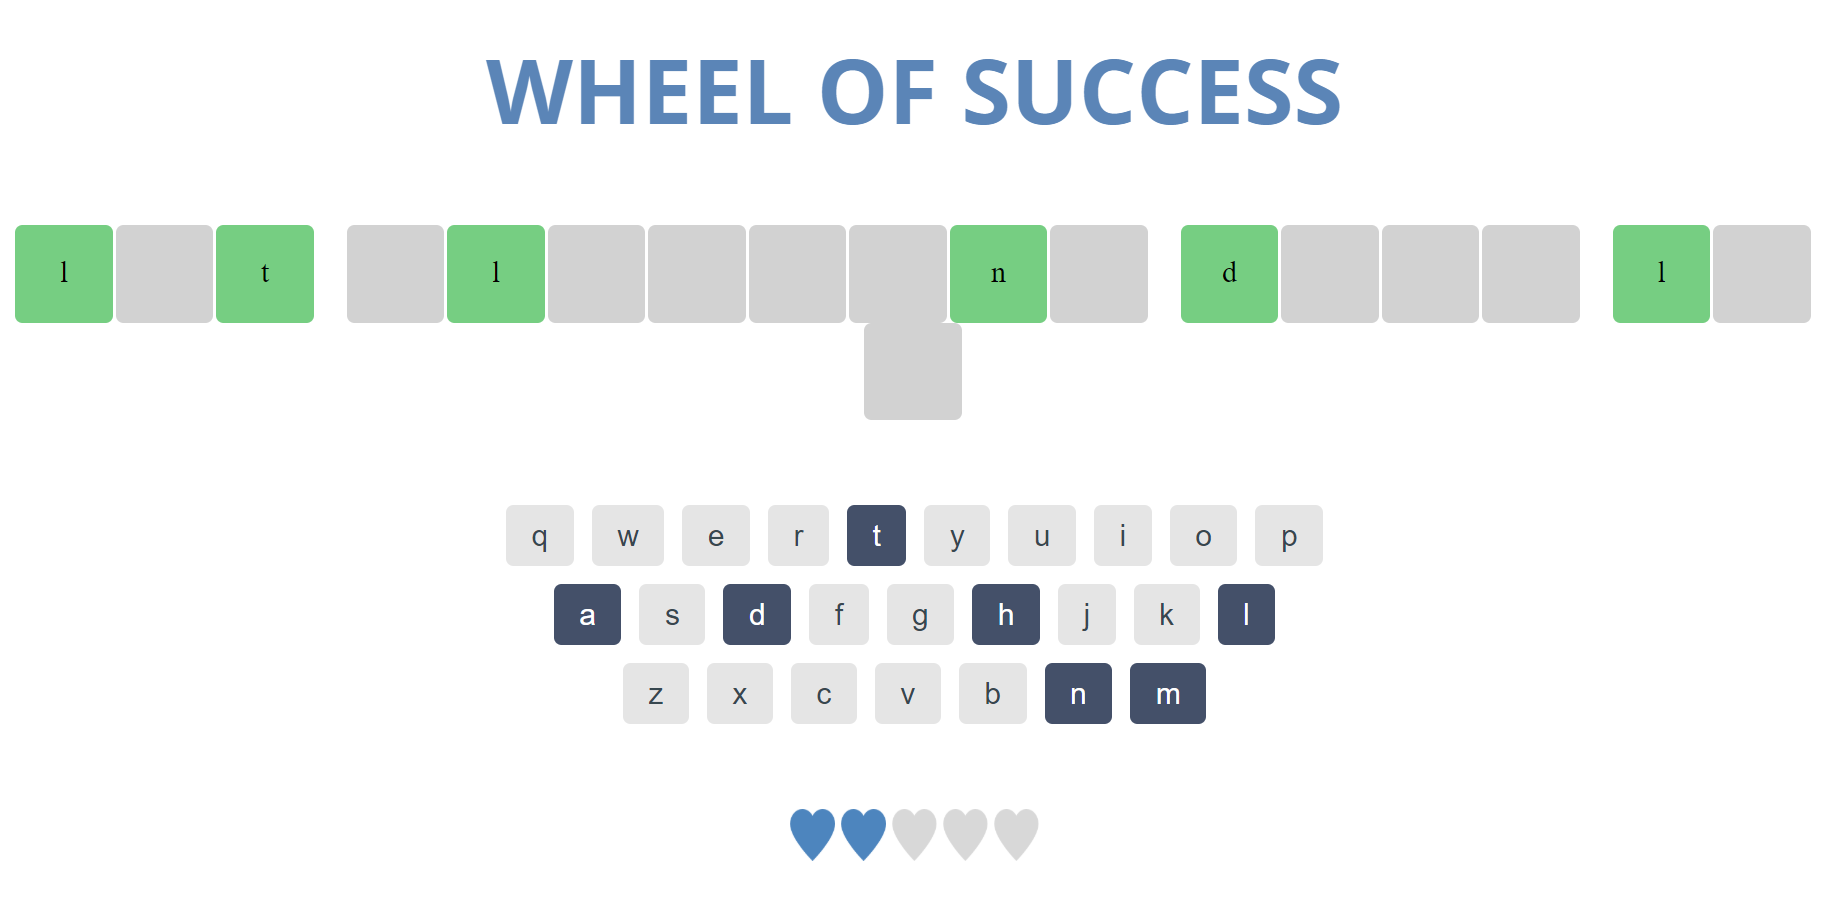 WHEEL OF SUCCESS
l t l n d l
q w e r t y u i o p
a s d f g h j k l
z x c v b n m